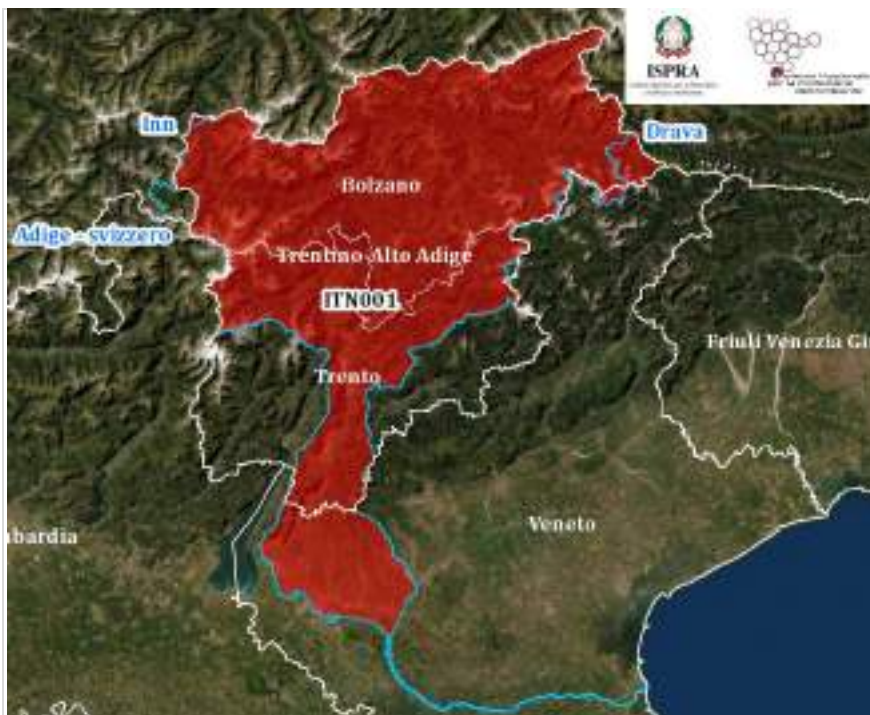 ISPRA
Inn
Drava
Bolzano
Adige - svizzero
Trentino-Alto Adige
ITN001
Friuli Venezia Gi
Trento
Veneto
bardia